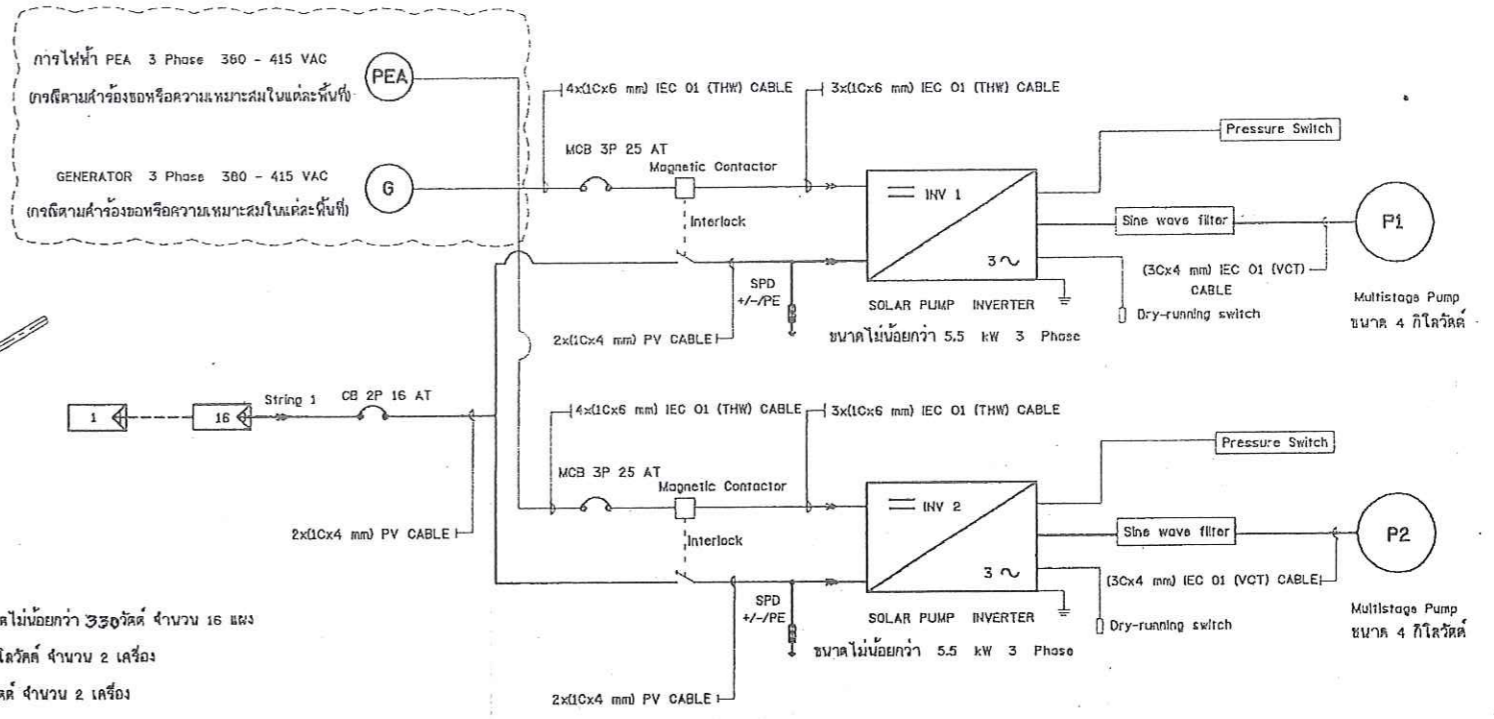 การไฟฟ้า PEA 3 Phase 380 - 415 VAC
(กรณีตามคำร้องขอหรือความเหมาะสมในแต่ละพื้นที่)
PEA
GENERATOR 3 Phase 380 - 415 VAC
(กรณีตามคำร้องขอหรือความเหมาะสมในแต่ละพื้นที่)
G
4x(1Cx6 mm) IEC 01 (THW) CABLE
3x(1Cx6 mm) IEC 01 (THW) CABLE
MCB 3P 25 AT
Magnetic Contactor
Interlock
INV 1
3
Pressure Switch
Sine wave filter
P1
(3Cx4 mm) IEC 01 (VCT)
CABLE
Dry-running switch
Multistage Pump
ขนาด 4 กิโลวัตต์
SPD
+/-/PE
SOLAR PUMP INVERTER
ขนาดไม่น้อยกว่า 5.5 kW 3 Phase
2x(1Cx4 mm) PV CABLE
1
16
String 1
CB 2P 16 AT
2x(1Cx4 mm) PV CABLE
4x(1Cx6 mm) IEC 01 (THW) CABLE
3x(1Cx6 mm) IEC 01 (THW) CABLE
MCB 3P 25 AT
Magnetic Contactor
Interlock
INV 2
3
Pressure Switch
Sine wave filter
P2
(3Cx4 mm) IEC 01 (VCT) CABLE
Dry-running switch
Multistage Pump
ขนาด 4 กิโลวัตต์
SPD
+/-/PE
SOLAR PUMP INVERTER
ขนาดไม่น้อยกว่า 5.5 kW 3 Phase
2x(1Cx4 mm) PV CABLE
ดไม่น้อยกว่า 330วัตต์ จำนวน 16 แผง
โลวัตต์ จำนวน 2 เครื่อง
ตต์ จำนวน 2 เครื่อง